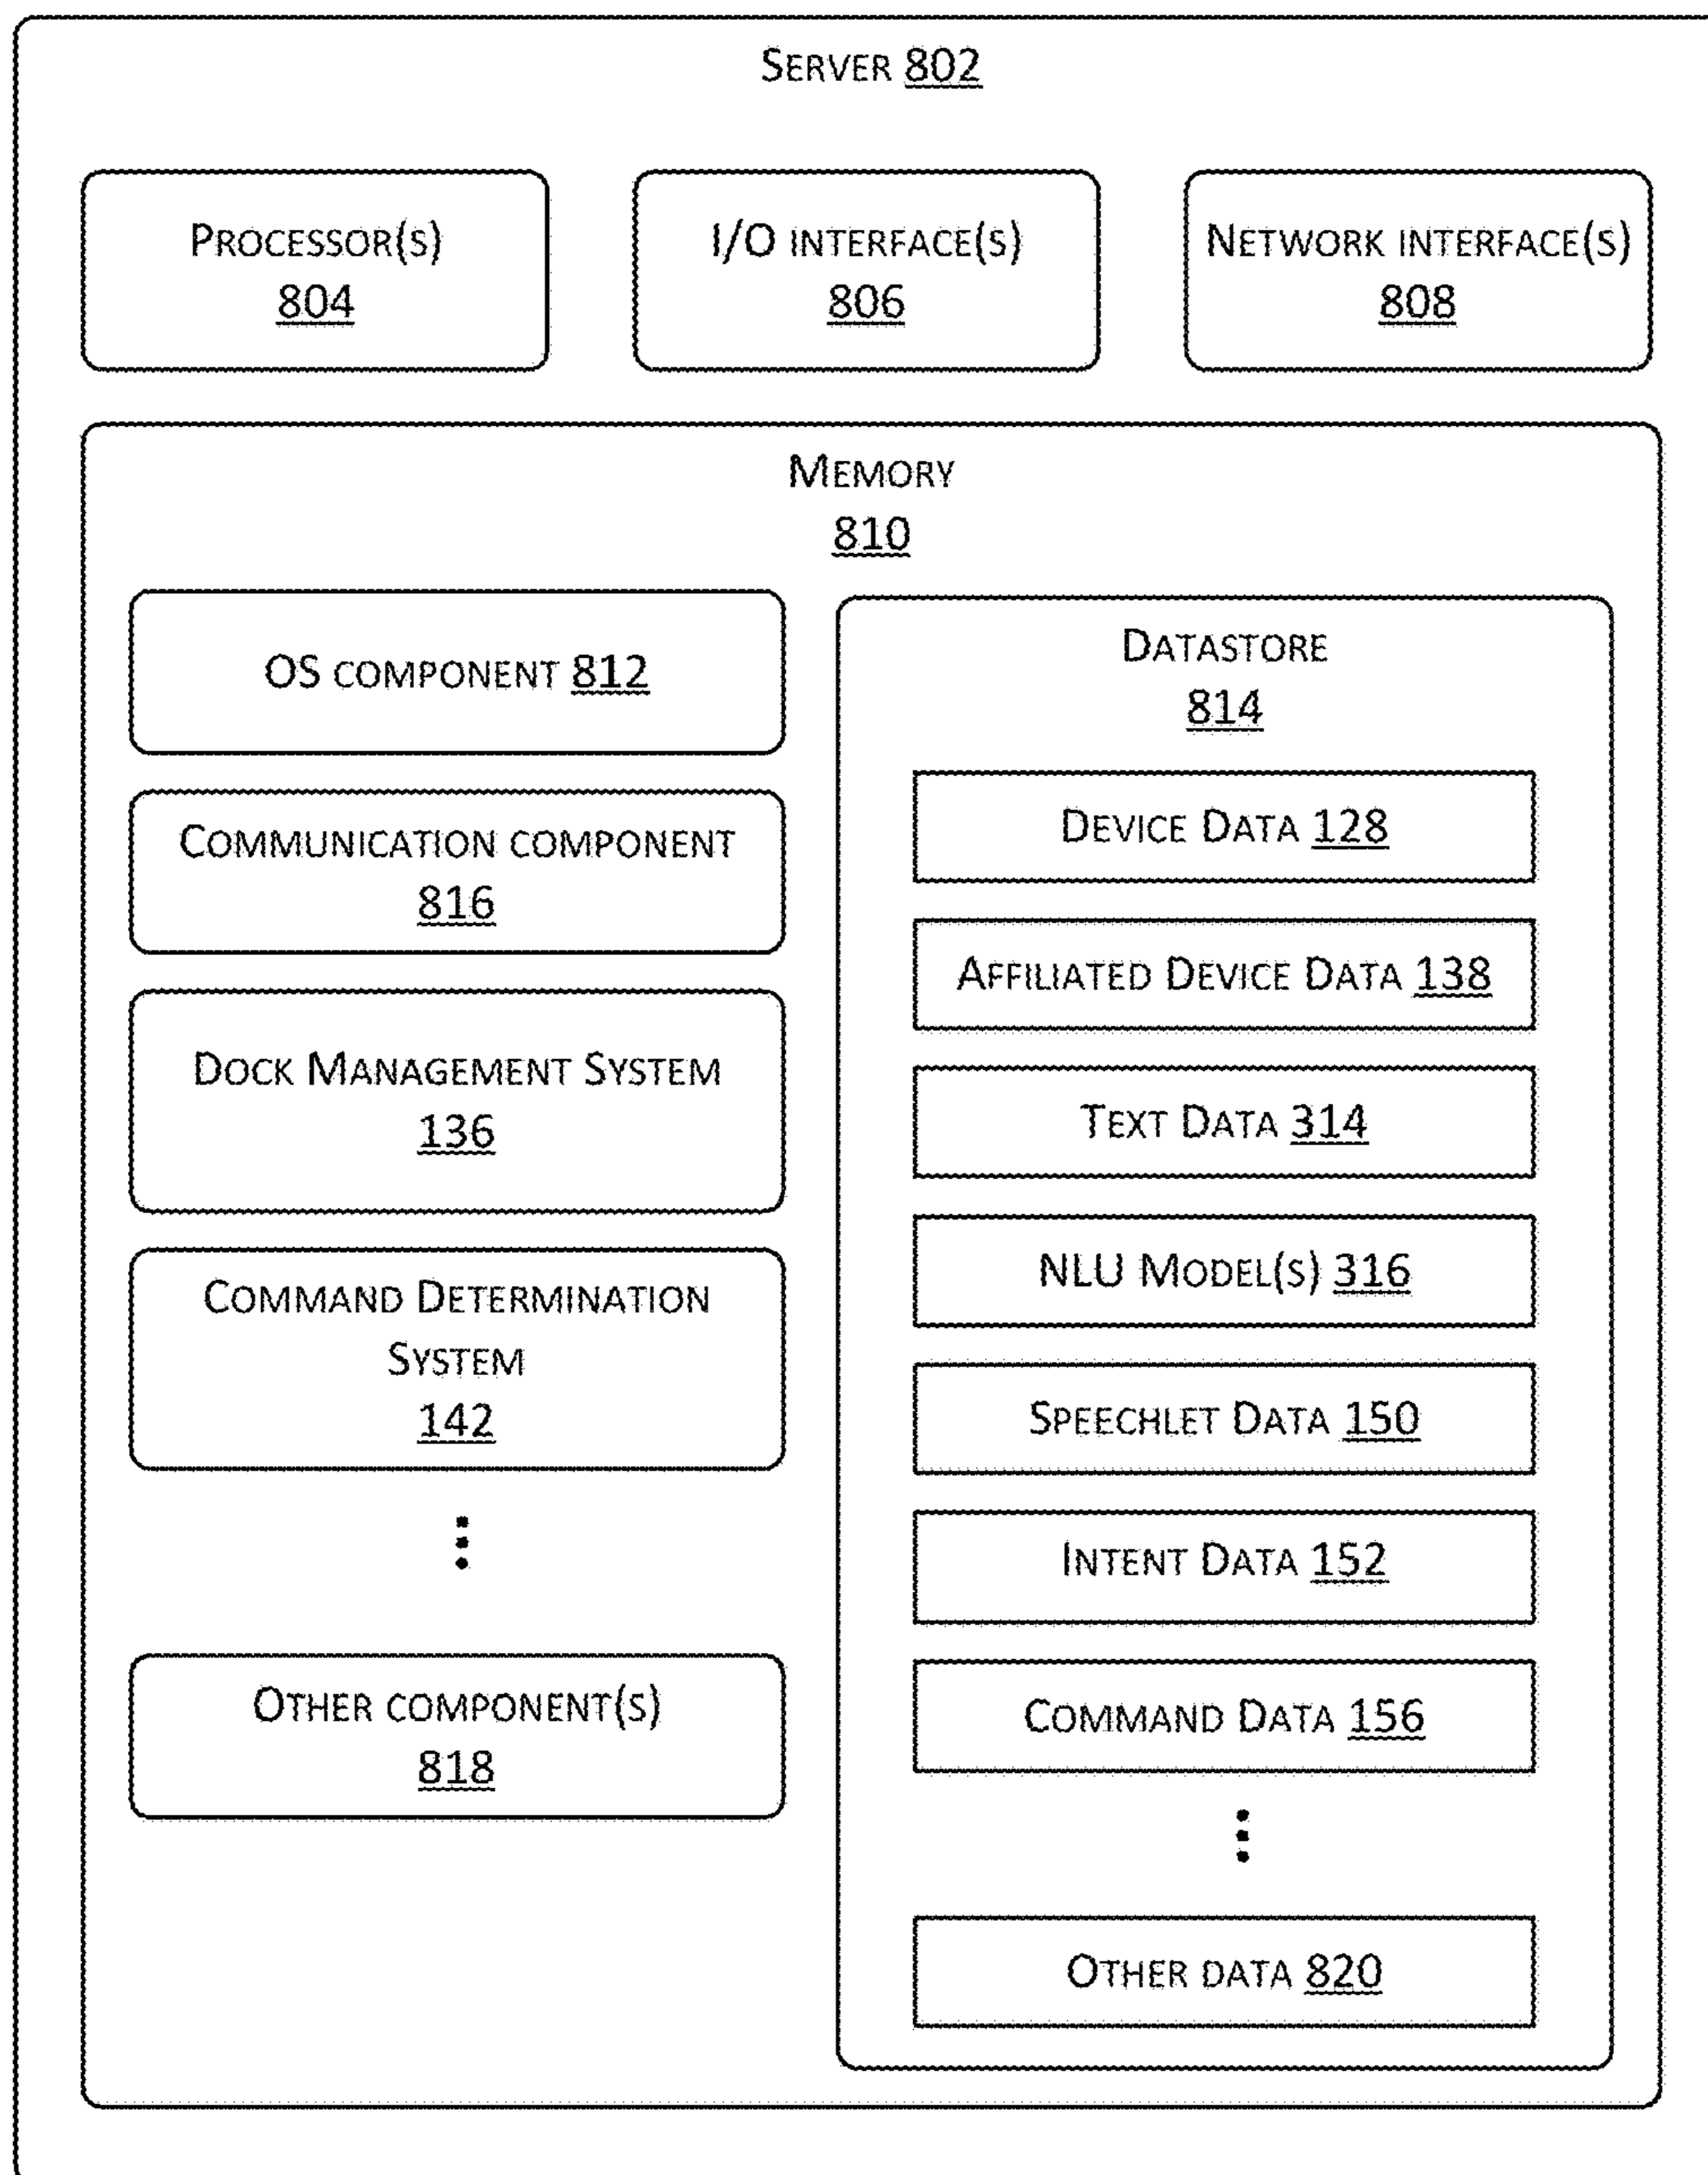 SERVER 802
PROCESSOR(S)
804
I/O INTERFACE(S)
806
NETWORK INTERFACE(S)
808
MEMORY
810
OS COMPONENT 812
COMMUNICATION COMPONENT
816
DOCK MANAGEMENT SYSTEM
136
COMMAND DETERMINATION
SYSTEM
142
OTHER COMPONENT(S)
818
DATASTORE
814
DEVICE DATA 128
AFFILIATED DEVICE DATA 138
TEXT DATA 314
NLU MODEL(S) 316
SPEECHLET DATA 150
INTENT DATA 152
COMMAND DATA 156
OTHER DATA 820